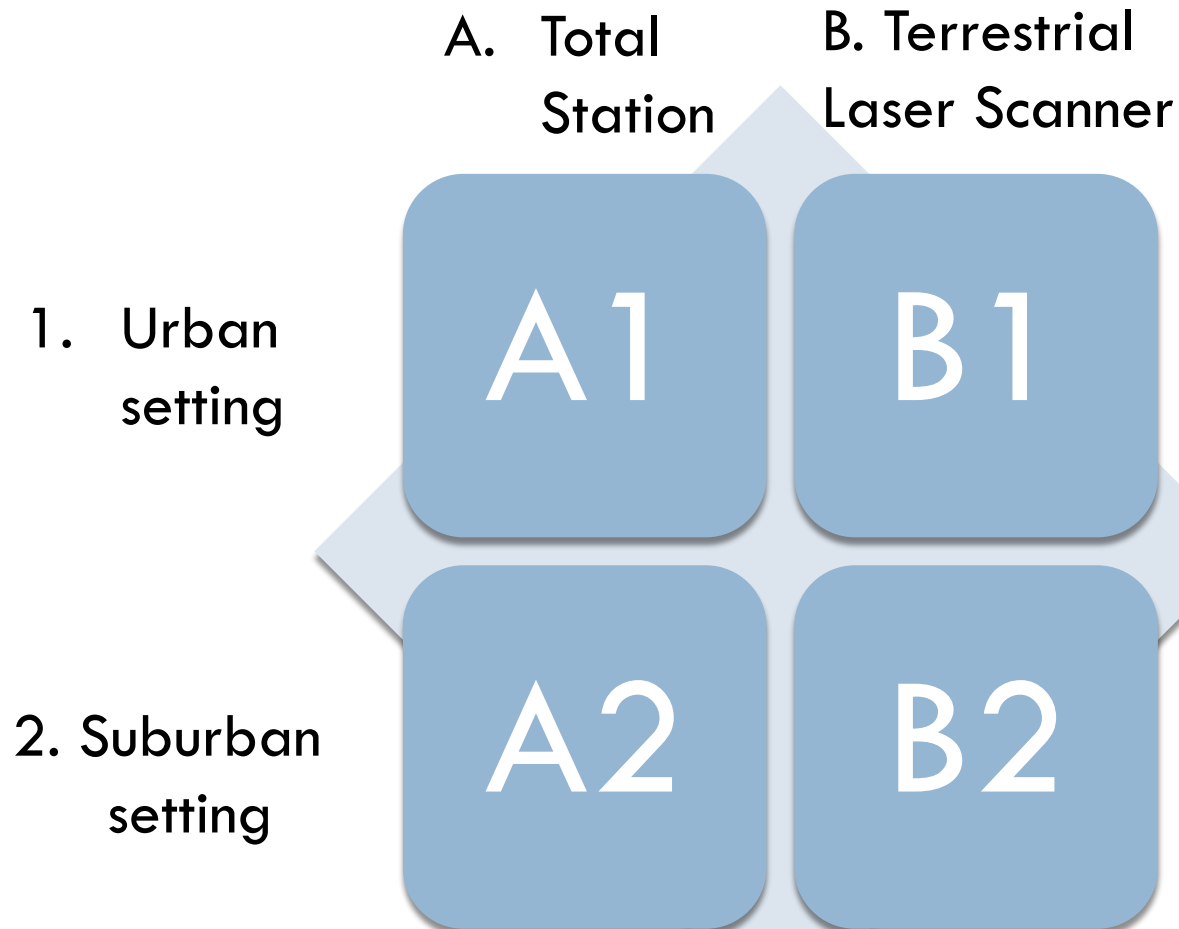 A. Total
Station
B. Terrestrial
Laser Scanner
1. Urban
setting
A1
B1
2. Suburban
setting
A2
B2